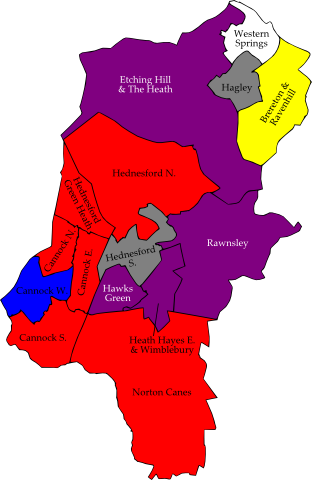 Western
Springs
Etching Hill
& The Heath
Hagley
Brereton &
Ravenhill
Hednesford N.
Hednesford
Green Heath
Cannock N.
Cannock E.
Hednesford
S.
Rawnsley
Cannock W.
Hawks
Green
Cannock S.
Heath Hayes E.
& Wimblebury
Norton Canes